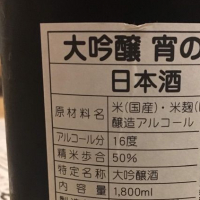 大吟醸 宵の
日本酒
原材料名 米(国産)・米麹(
醸造アルコール
アルコール分 16度
精米歩合 50%
特定名称 大吟醸酒
内容量 1,800ml